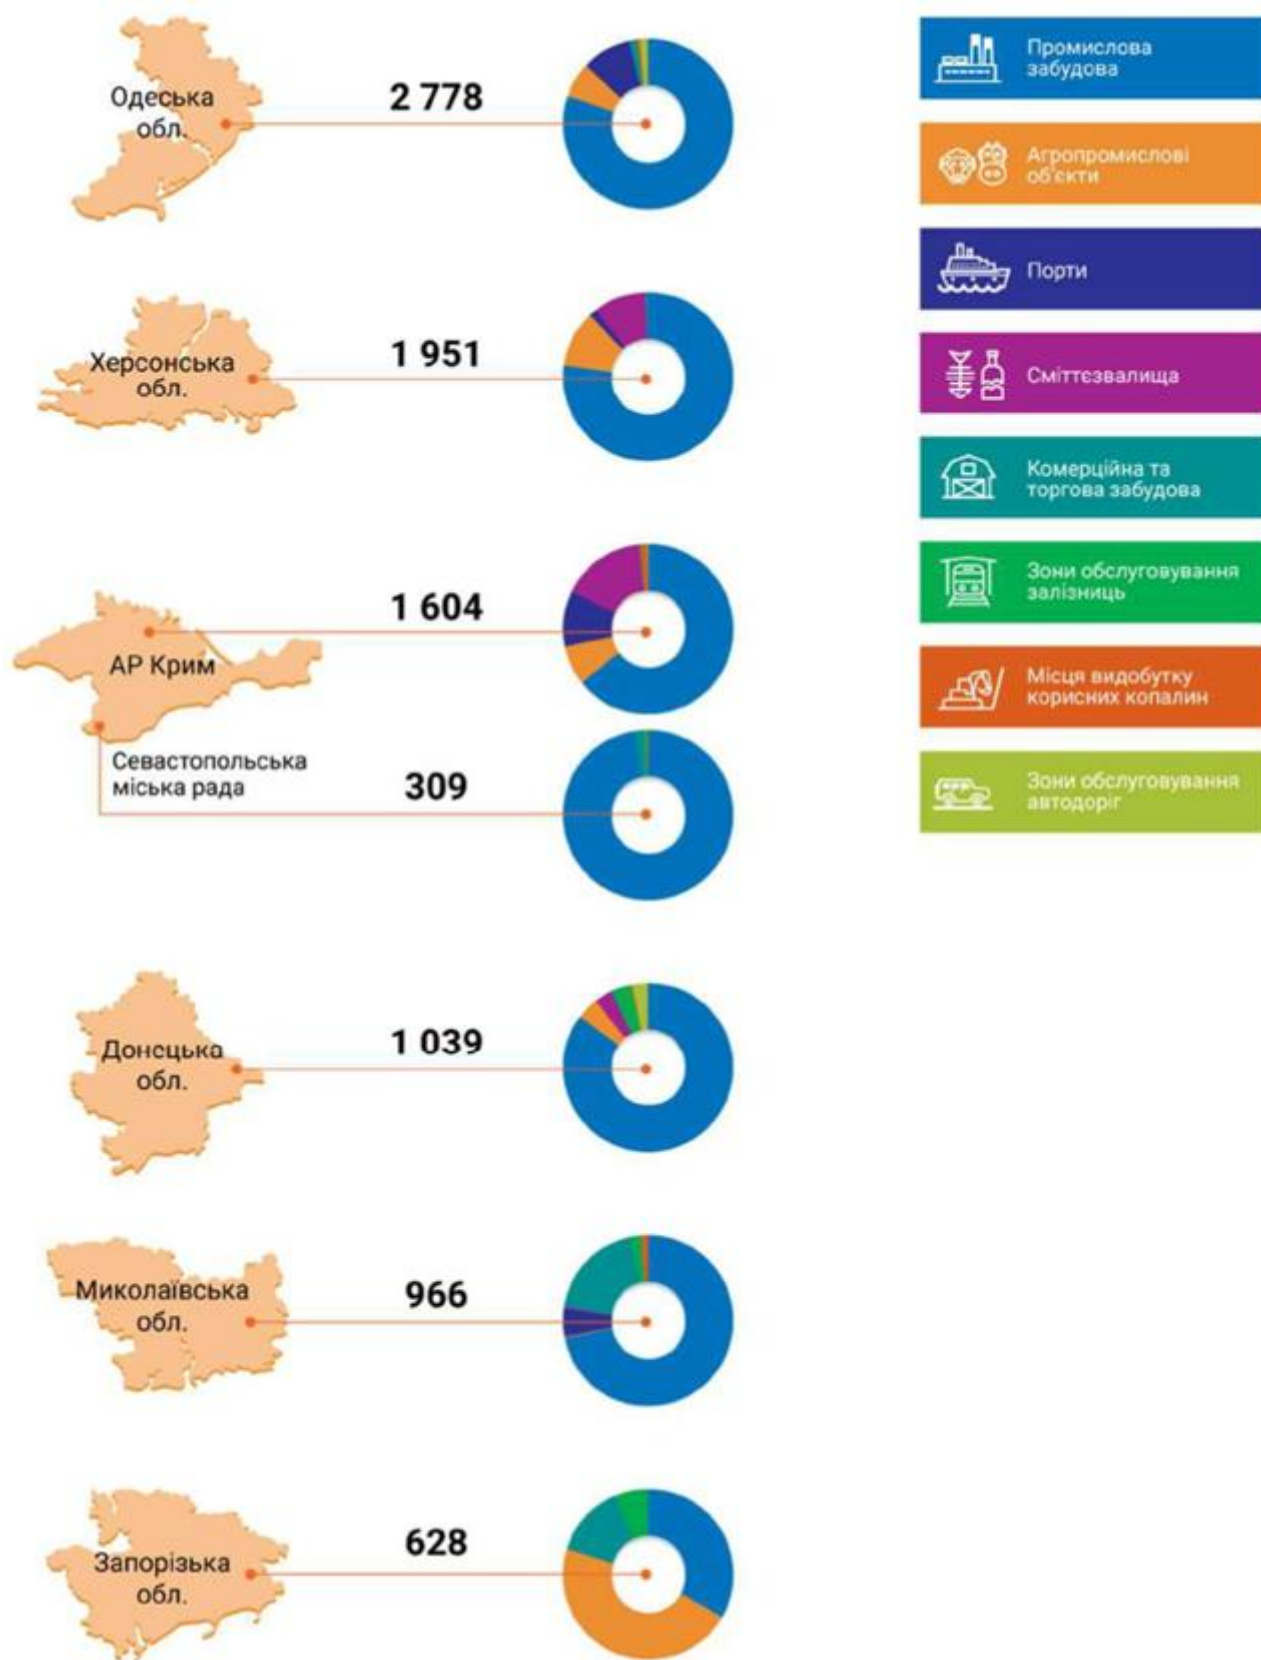 Одеська
обл.
2 778
Херсонська
обл.
1 951
АР Крим
1 604
Севастопольська
міська рада
309
Донецька
обл.
1 039
Миколаївська
обл.
966
Запорізька
обл.
628
Промислова
забудова
Агропромислові
об'єкти
Порти
Сміттєзвалища
Комерційна та
торгова забудова
Зони обслуговування
залізниць
Місця видобутку
корисних копалин
Зони обслуговування
автодоріг